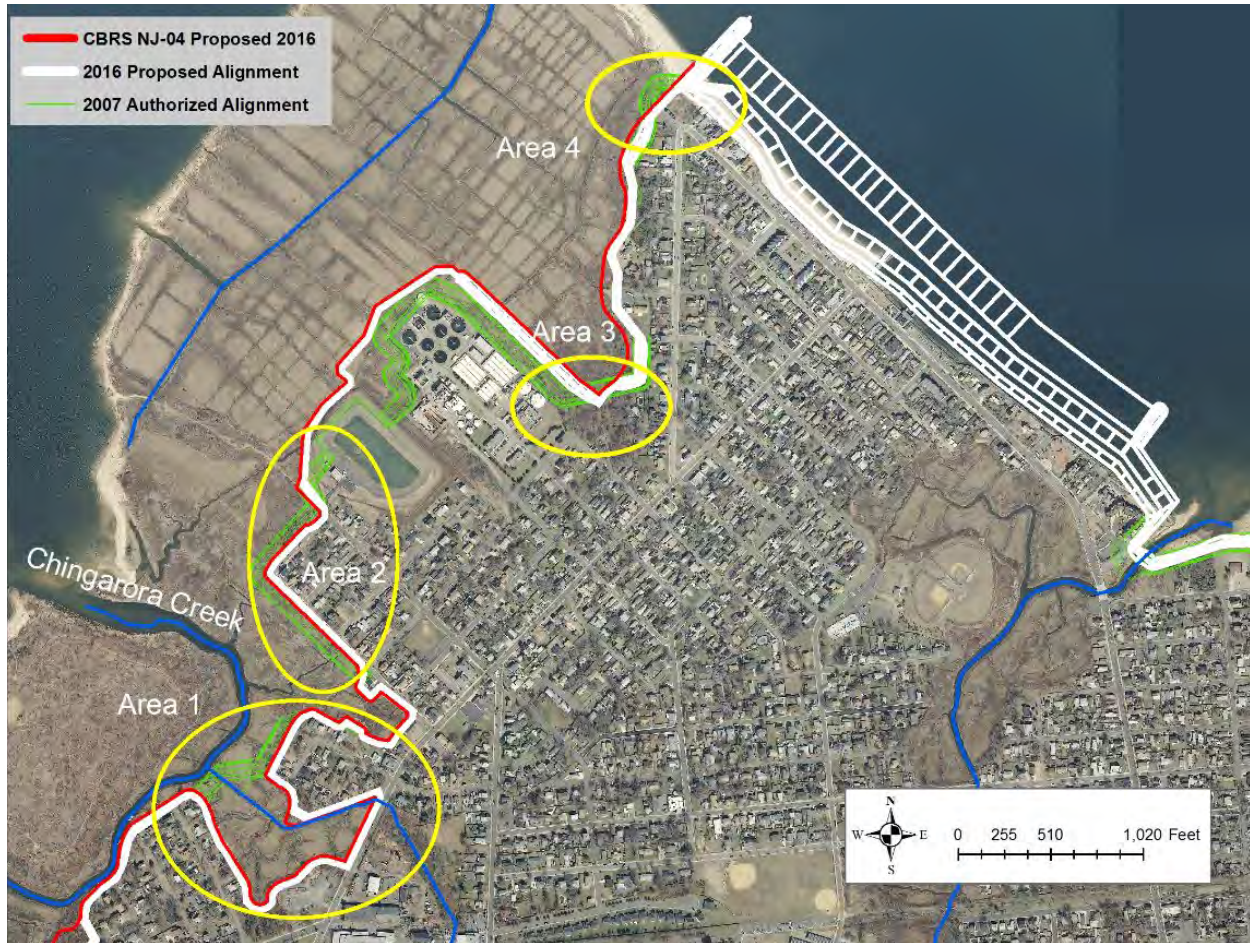 CBRS NJ-04 Proposed 2016
2016 Proposed Alignment
2007 Authorized Alignment
Area 4
Area 3
Area 2
Chingarora Creek
Area 1
N
W E
S
0 255 510 1,020 Feet